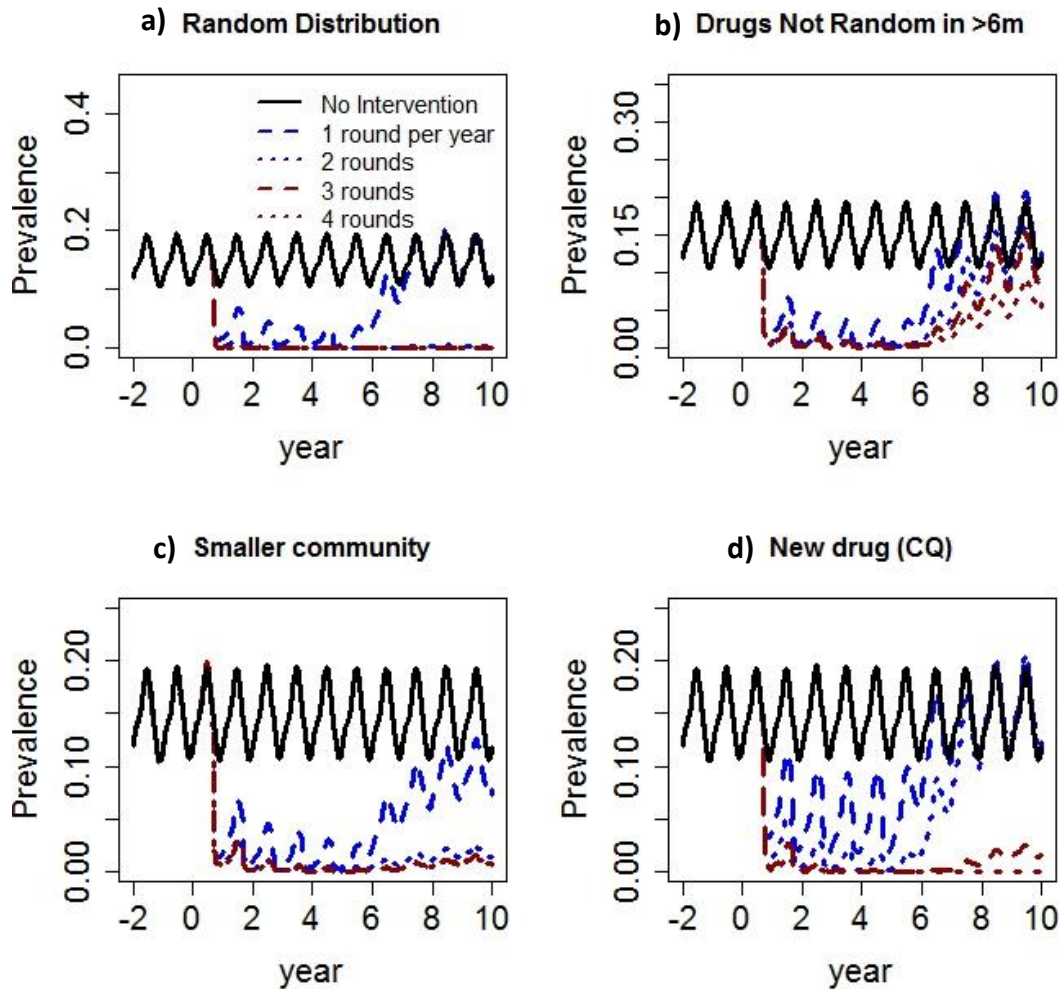 a) Random Distribution
Prevalence
0.0 0.2 0.4
No Intervention
1 round per year
2 rounds
3 rounds
4 rounds
-2 0 2 4 6 8 10
year
b) Drugs Not Random in >6m
Prevalence
0.00 0.15 0.30
-2 0 2 4 6 8 10
year
c) Smaller community
Prevalence
0.00 0.10 0.20
-2 0 2 4 6 8 10
year
d) New drug (CQ)
Prevalence
0.00 0.10 0.20
-2 0 2 4 6 8 10
year